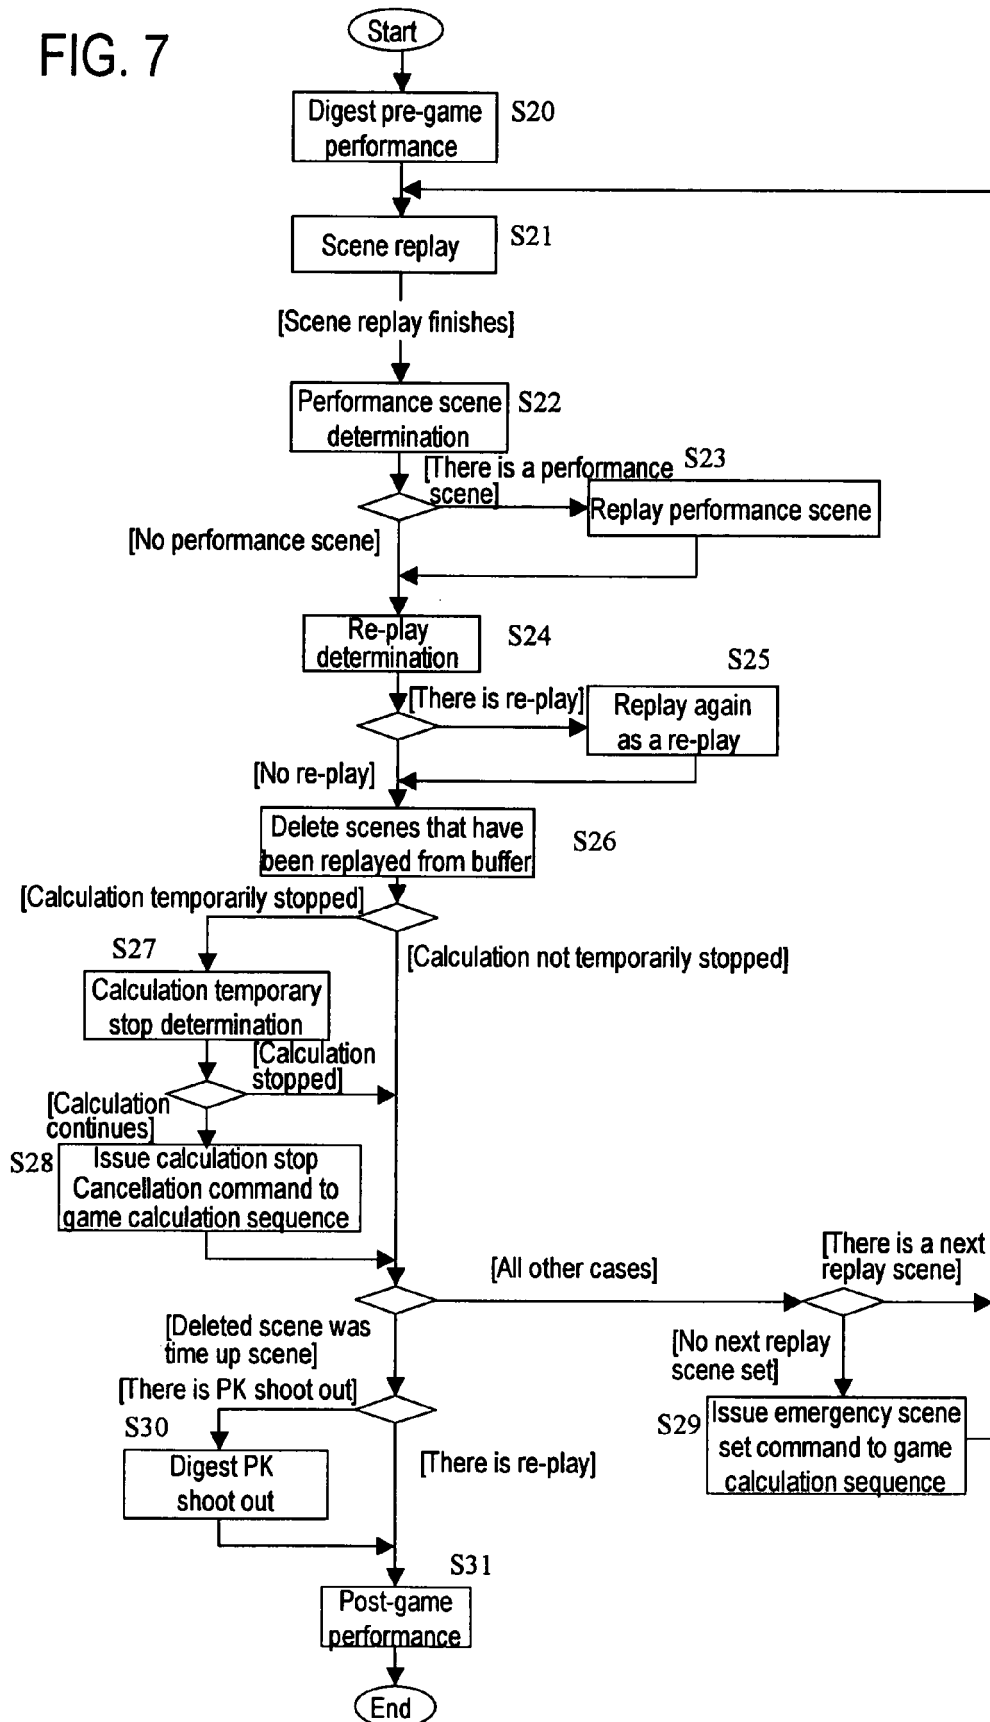 FIG. 7
Start
Digest pre-game
performance
S20
Scene replay
S21
[Scene replay finishes]
Performance scene
determination
S22
[There is a performance
scene]
S23
Replay performance scene
[No performance scene]
Re-play
determination
S24
S25
[There is re-play]
Replay again
as a re-play
[No re-play]
Delete scenes that have
been replayed from buffer
S26
[Calculation temporarily stopped]
[Calculation not temporarily stopped]
S27
Calculation temporary
stop determination
[Calculation
stopped]
[Calculation
continues]
S28
Issue calculation stop
Cancellation command to
game calculation sequence
[All other cases]
[There is a next
replay scene]
[Deleted scene was
time up scene]
[No next replay
scene set]
[There is PK shoot out]
S29
Issue emergency scene
set command to game
calculation sequence
S30
Digest PK
shoot out
[There is re-play]
S31
Post-game
performance
End